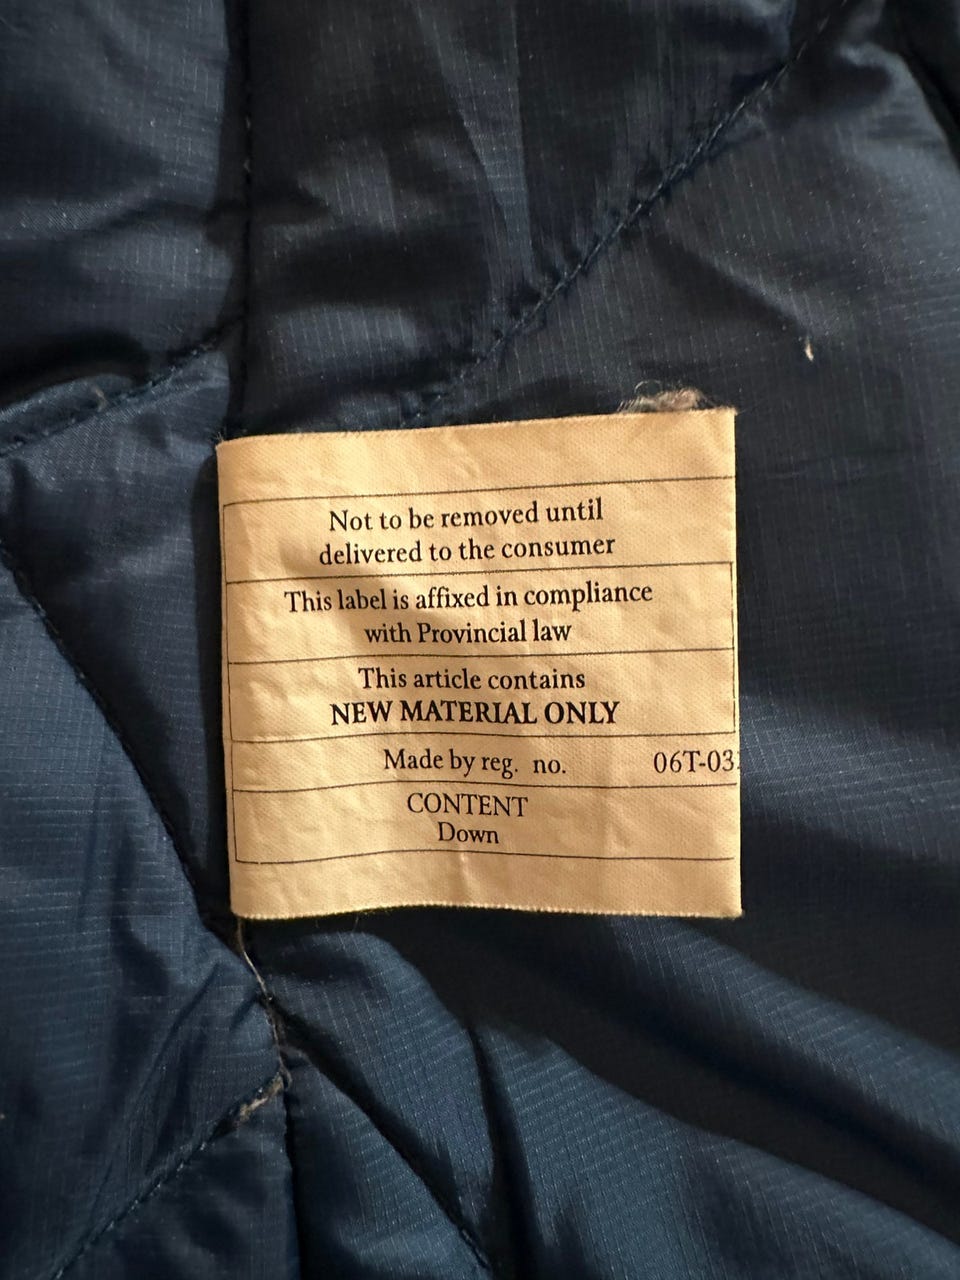 Not to be removed until
delivered to the consumer
This label is affixed in compliance
with Provincial law
This article contains
NEW MATERIAL ONLY
Made by reg. no. 06T-03
CONTENT
Down